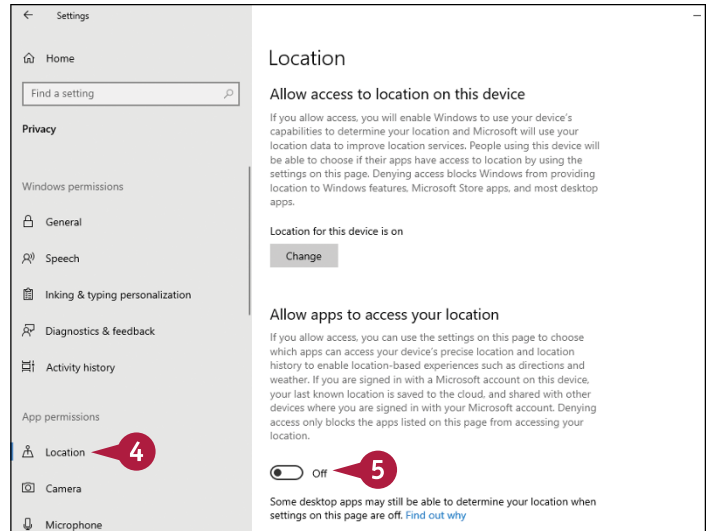 Settings
Home
Find a setting
Privacy
Windows permissions
General
Speech
Inking & typing personalization
Diagnostics & feedback
Activity history
App permissions
Location
4
Camera
Microphone
Location
Allow access to location on this device
If you allow access, you will enable Windows to use your device's
capabilities to determine your location and Microsoft will use your
location data to improve location services. People using this device will
be able to choose if their apps have access to location by using the
settings on this page. Denying access blocks Windows from providing
location to Windows features, Microsoft Store apps, and most desktop
apps.
Location for this device is on
Change
Allow apps to access your location
If you allow access, you can use the settings on this page to choose
which apps can access your device's precise location and location
history to enable location-based experiences such as directions and
weather. If you are signed in with a Microsoft account on this device,
your last known location is saved to the cloud, and shared with other
devices where you are signed in with your Microsoft account. Denying
access only blocks the apps listed on this page from accessing your
location.
Off
5
Some desktop apps may still be able to determine your location when
settings on this page are off. Find out why